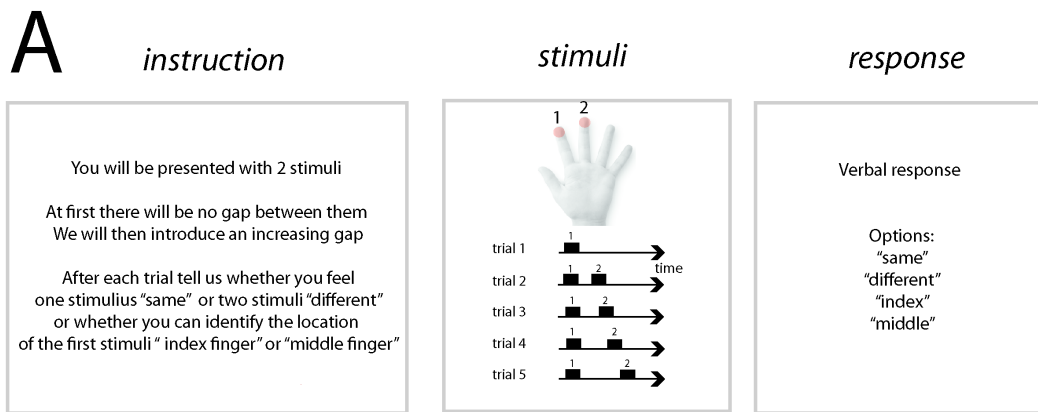 A
instruction
stimuli
response
You will be presented with 2 stimuli
At first there will be no gap between them
We will then introduce an increasing gap
After each trial tell us whether you feel
one stimulius “same” or two stimuli “different”
or whether you can identify the location
of the first stimuli “ index finger” or “middle finger”
1 2
trial 1 1
time
trial 2 1 2
trial 3 1 2
trial 4 1 2
trial 5 1 2
Verbal response
Options:
“same”
“different”
“index”
“middle”